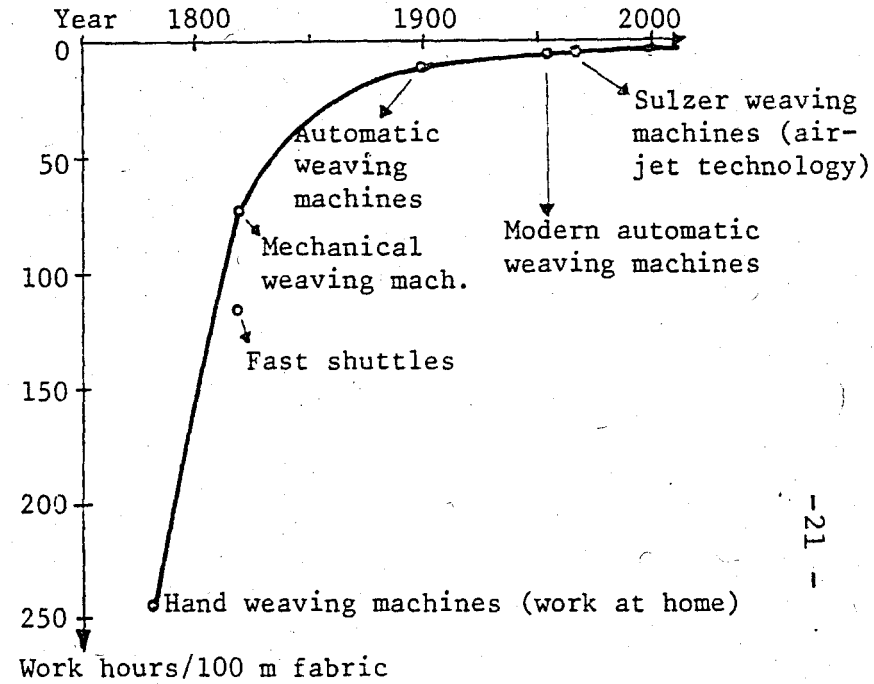 Year 1800 1900 2000
0
Sulzer weaving
machines (air-
jet technology)
Automatic
weaving
machines
50
Modern automatic
weaving machines
Mechanical
weaving mach.
100
Fast shuttles
150
200
-21 -
Hand weaving machines (work at home)
250
Work hours/100 m fabric